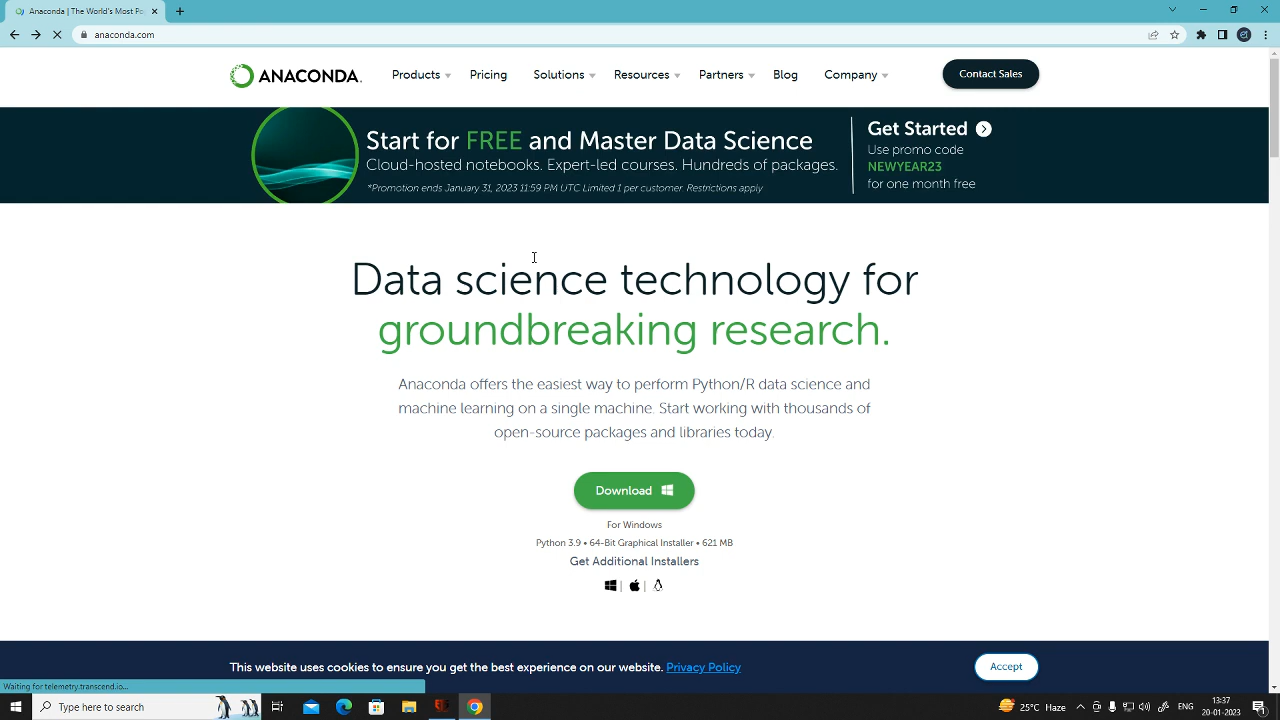 Anaconda | The World's Most Po
anaconda.com
ANACONDA.
Products
Pricing
Solutions
Resources
Partners
Blog
Company
Contact Sales
Start for FREE and Master Data Science
Cloud-hosted notebooks. Expert-led courses. Hundreds of packages.
*Promotion ends January 31, 2023 11:59 PM UTC Limited 1 per customer. Restrictions apply
Get Started
Use promo code
NEWYEAR23
for one month free
Data science technology for
groundbreaking research.
Anaconda offers the easiest way to perform Python/R data science and
machine learning on a single machine. Start working with thousands of
open-source packages and libraries today.
Download
For Windows
Python 3.9 • 64-Bit Graphical Installer • 621 MB
Get Additional Installers
This website uses cookies to ensure you get the best experience on our website. Privacy Policy
Accept
Waiting for telemetry.transcend.io...
Type here to search
25°C Haze
ENG
13:37
20-01-2023